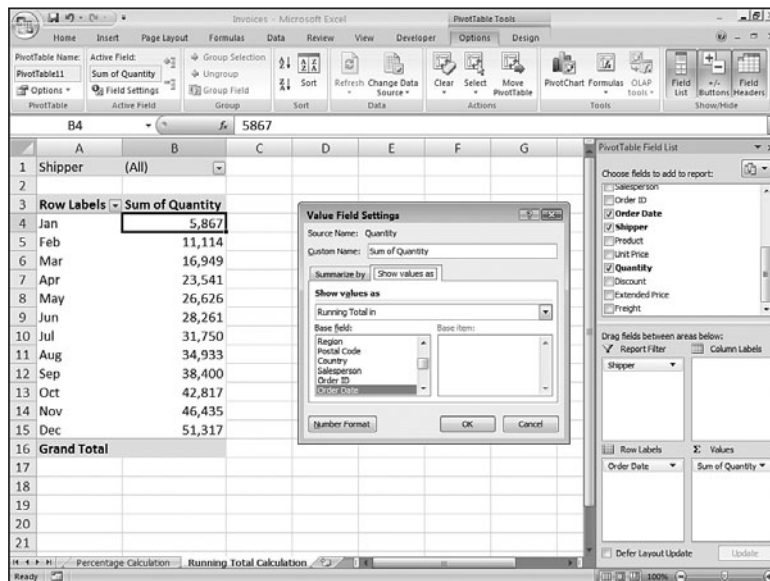 Invoices - Microsoft Excel
PivotTable Tools
Home Insert Page Layout Formulas Data Review View Developer Options Design
PivotTable Name:
PivotTable11
Options
PivotTable
Active Field:
Sum of Quantity
Field Settings
Active Field
Group Selection
Ungroup
Group Field
Group
Sort
Sort
Refresh
Change Data Source
Data
Clear
Select
Move PivotTable
Actions
PivotChart
Formulas
OLAP tools
Tools
Field List
+/- Buttons
Field Headers
Show/Hide
B4 fx 5867
A B C D E F G
1 Shipper (All)
2
3 Row Labels Sum of Quantity
4 Jan 5,867
5 Feb 11,114
6 Mar 16,949
7 Apr 23,541
8 May 26,626
9 Jun 28,261
10 Jul 31,750
11 Aug 34,933
12 Sep 38,400
13 Oct 42,817
14 Nov 46,435
15 Dec 51,317
16 Grand Total
17
18
19
20
21
Value Field Settings
Source Name: Quantity
Custom Name: Sum of Quantity
Summarize by Show values as
Show values as
Running Total in
Base field: Base item:
Region
Postal Code
Country
Salesperson
Order ID
Order Date
Number Format OK Cancel
PivotTable Field List
Choose fields to add to report:
Salesperson
Order ID
Order Date
Shipper
Product
Unit Price
Quantity
Discount
Extended Price
Freight
Drag fields between areas below:
Report Filter Column Labels
Shipper
Row Labels Σ Values
Order Date Sum of Quantity
Defer Layout Update Update
Percentage Calculation Running Total Calculation
Ready 100%